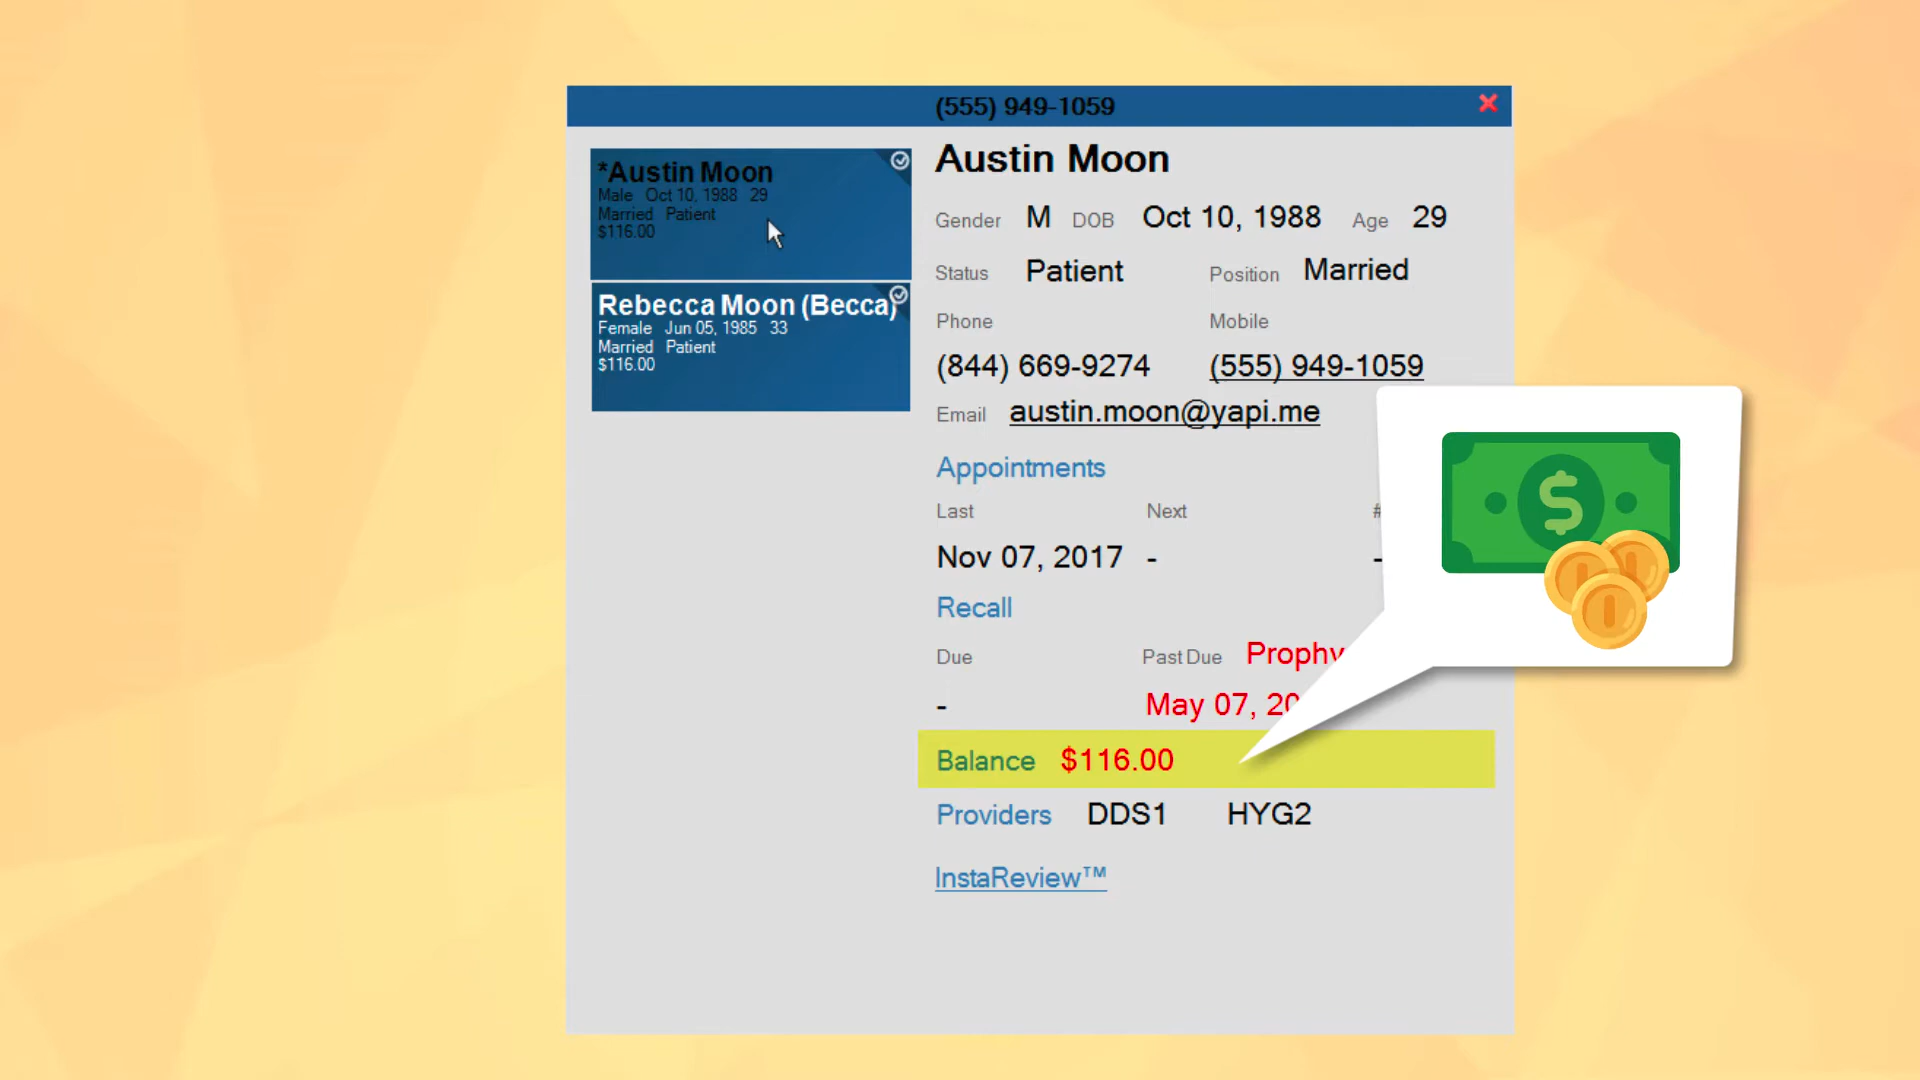 (555) 949-1059
*Austin Moon
Male Oct 10, 1988 29
Married Patient
$116.00
Rebecca Moon (Becca)
Female Jun 05, 1985 33
Married Patient
$116.00
Austin Moon
Gender M DOB Oct 10, 1988 Age 29
Status Patient Position Married
Phone Mobile
(844) 669-9274 (555) 949-1059
Email austin.moon@yapi.me
Appointments
Last Next #
Nov 07, 2017 - -
Recall
Due Past Due Prophy
- May 07, 20
Balance $116.00
Providers DDS1 HYG2
InstaReview™
$